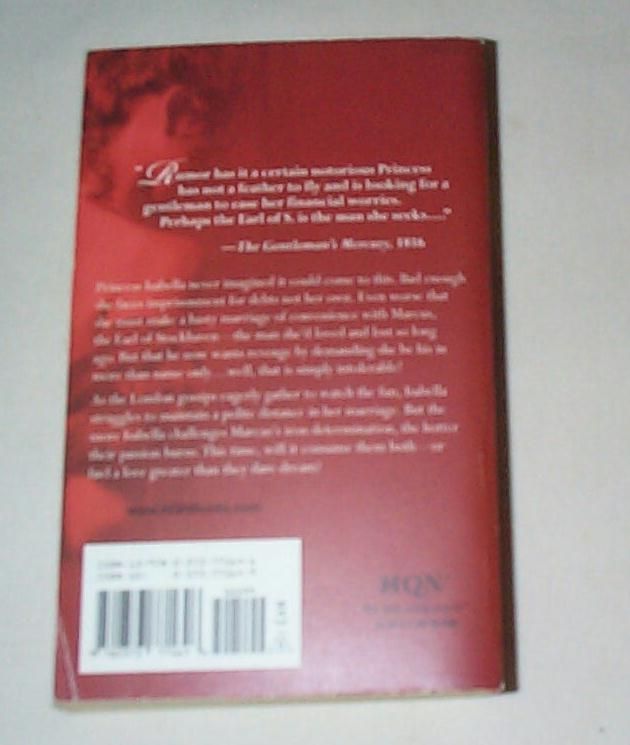 "Rumor has it a certain notorious Princess
has not a feather to fly and is looking for a
gentleman to ease her financial worries.
Perhaps the Earl of S. is the man she seeks...."
—The Gentleman's Mercury, 1816
Princess Isabella never imagined it could come to this. Bad enough
she faces imprisonment for debts not her own. Even worse that
she must make a hasty marriage of convenience with Marcus,
the Earl of Stockhaven—the man she'd loved and lost so long
ago. But that he now wants revenge by demanding she be his in
more than name only...well, that is simply intolerable!
As the London gossips eagerly gather to watch the fun, Isabella
struggles to maintain a polite distance in her marriage. But the
more Isabella challenges Marcus's iron determination, the hotter
their passion burns. This time, will it consume them both—or
fuel a love greater than they dare dream?
HQN